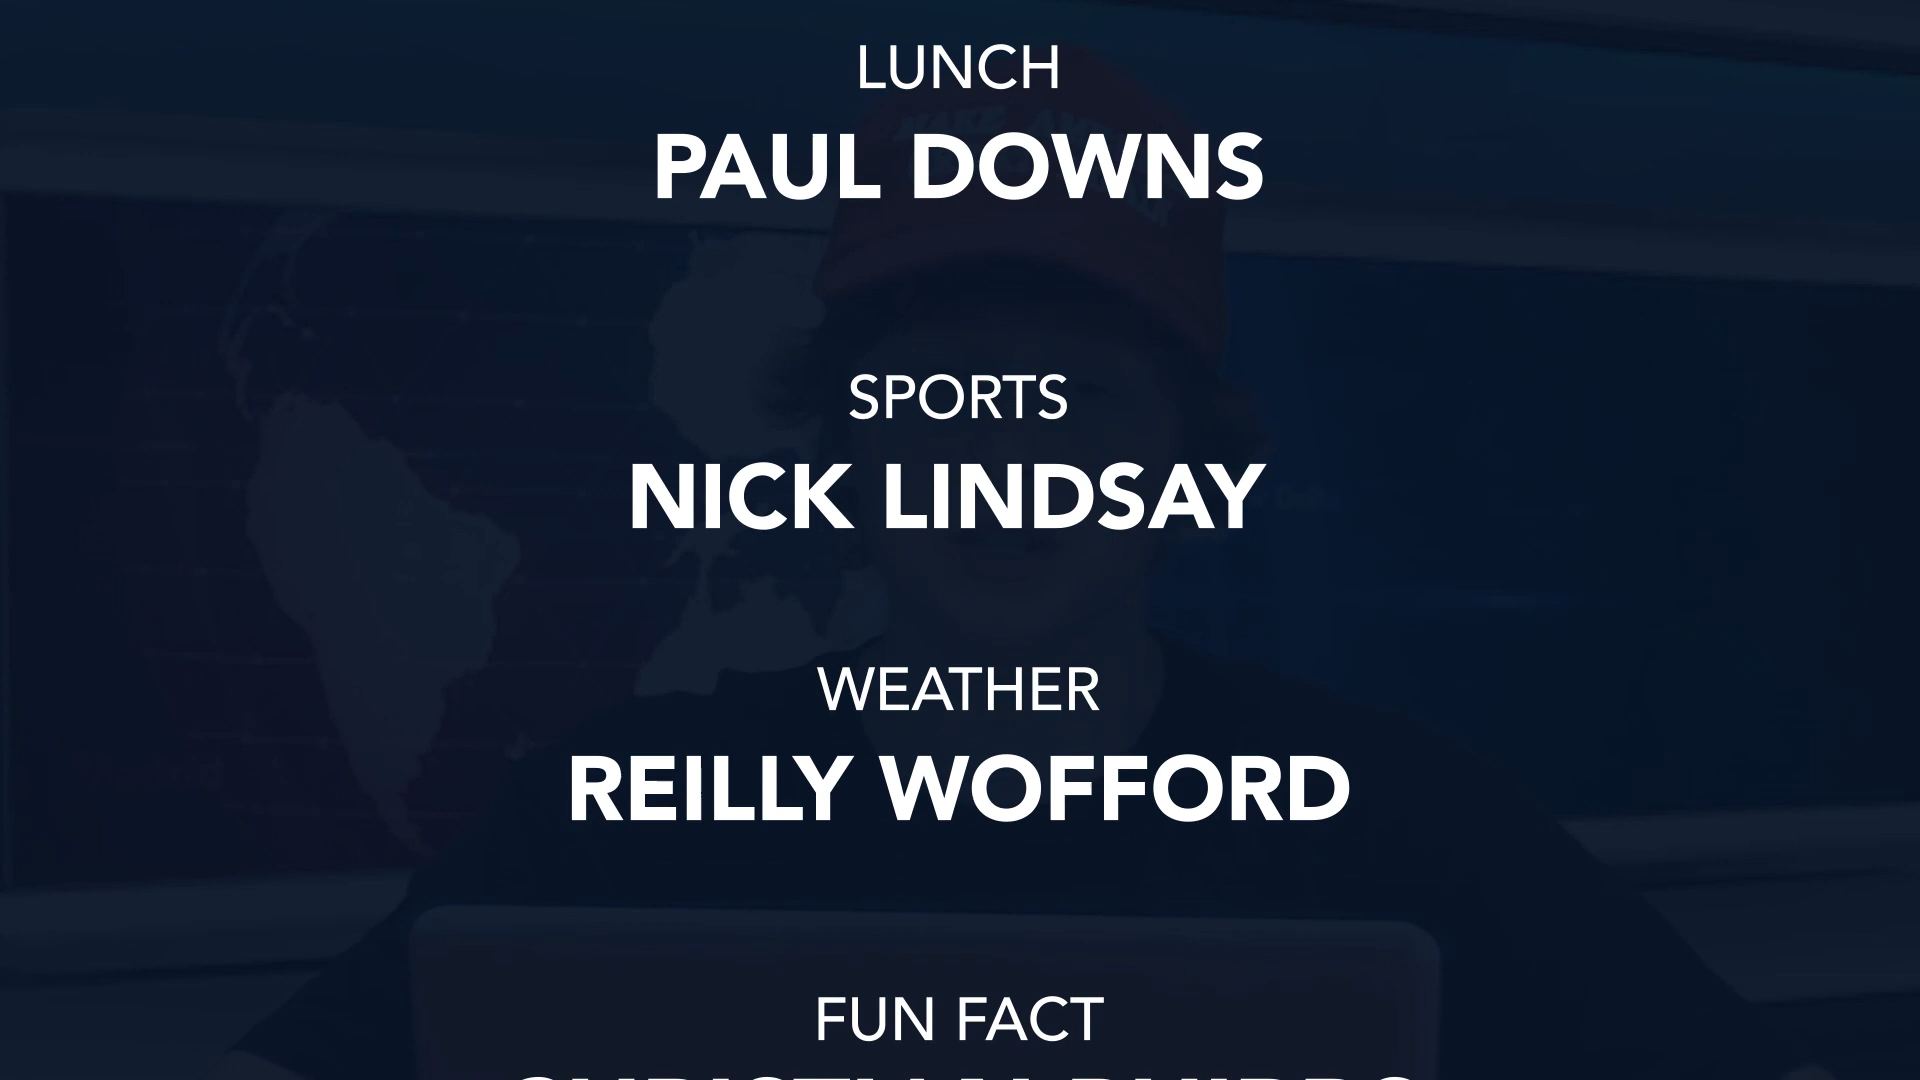 LUNCH
PAUL DOWNS
SPORTS
NICK LINDSAY
WEATHER
REILLY WOFFORD
FUN FACT